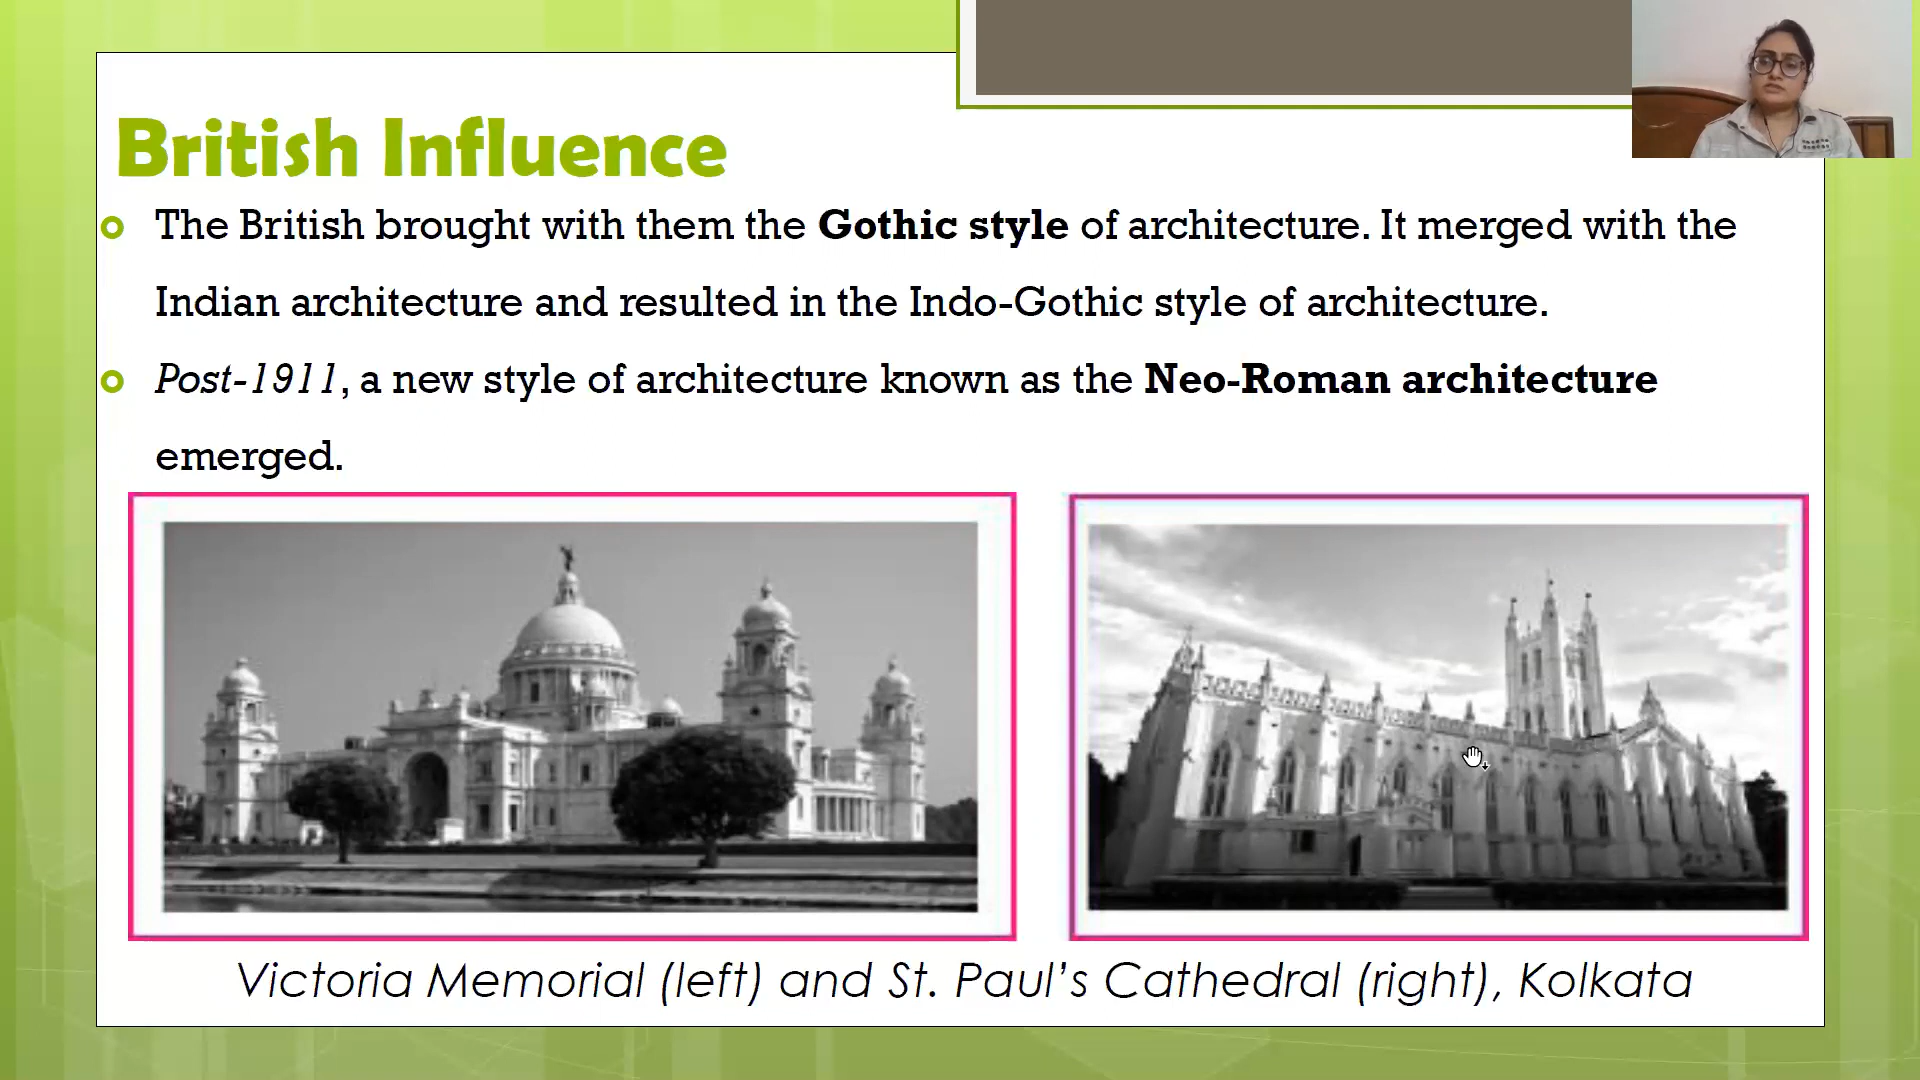 British Influence
The British brought with them the Gothic style of architecture. It merged with the
Indian architecture and resulted in the Indo-Gothic style of architecture.
Post-1911, a new style of architecture known as the Neo-Roman architecture
emerged.
Victoria Memorial (left) and St. Paul's Cathedral (right), Kolkata